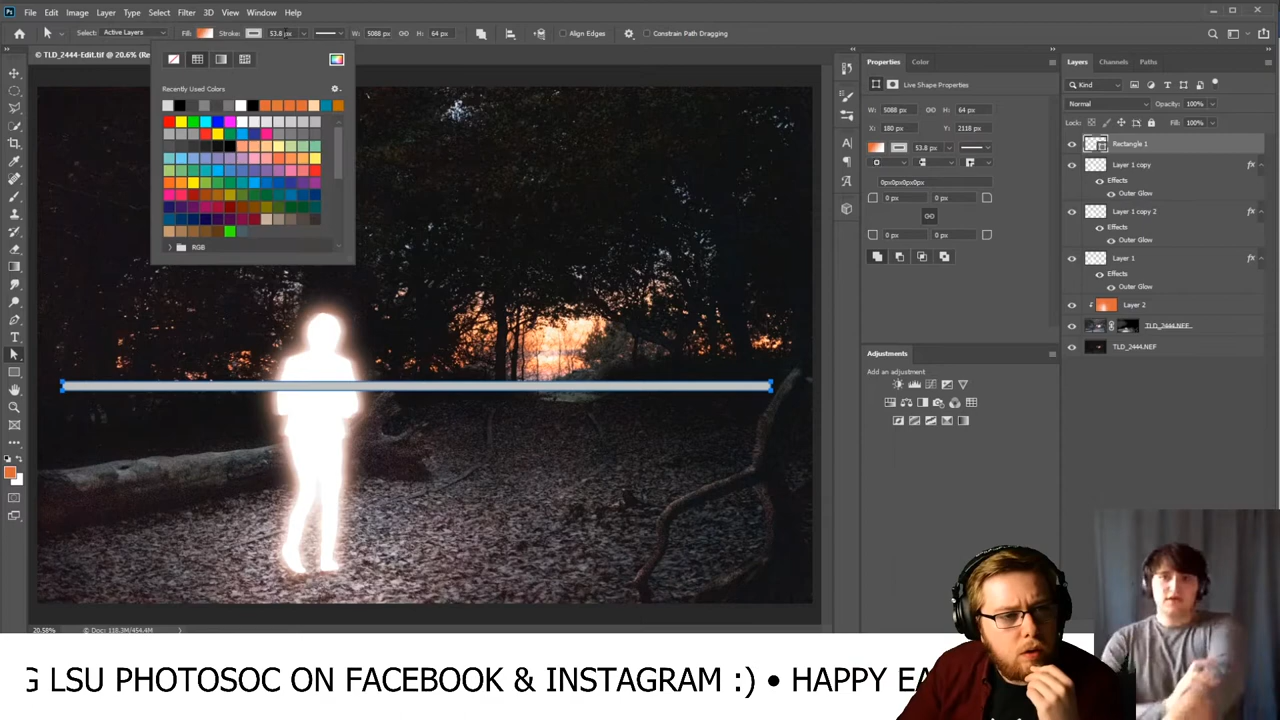 Ps File Edit Image Layer Type Select Filter 3D View Window Help
Select: Active Layers Fill: Stroke: 53.8 px W: 5088 px H: 64 px Align Edges Constrain Path Dragging
© TLD_2444-Edit.tif @ 20.6% (Re
Recently Used Colors
RGB
Properties Color
Live Shape Properties
W: 5088 px H: 64 px
X: 180 px Y: 2118 px
53.8 px
0px0px0px0px
0 px 0 px
0 px 0 px
Adjustments
Add an adjustment
Layers Channels Paths
Kind
Normal Opacity: 100%
Lock: Fill: 100%
Rectangle 1
Layer 1 copy fx
Effects
Outer Glow
Layer 1 copy 2 fx
Effects
Outer Glow
Layer 1 fx
Effects
Outer Glow
Layer 2
TLD_2444.NEF
TLD_2444.NEF
20.58% Doc: 118.3M/454.4M
G LSU PHOTOSOC ON FACEBOOK & INSTAGRAM :) • HAPPY EA